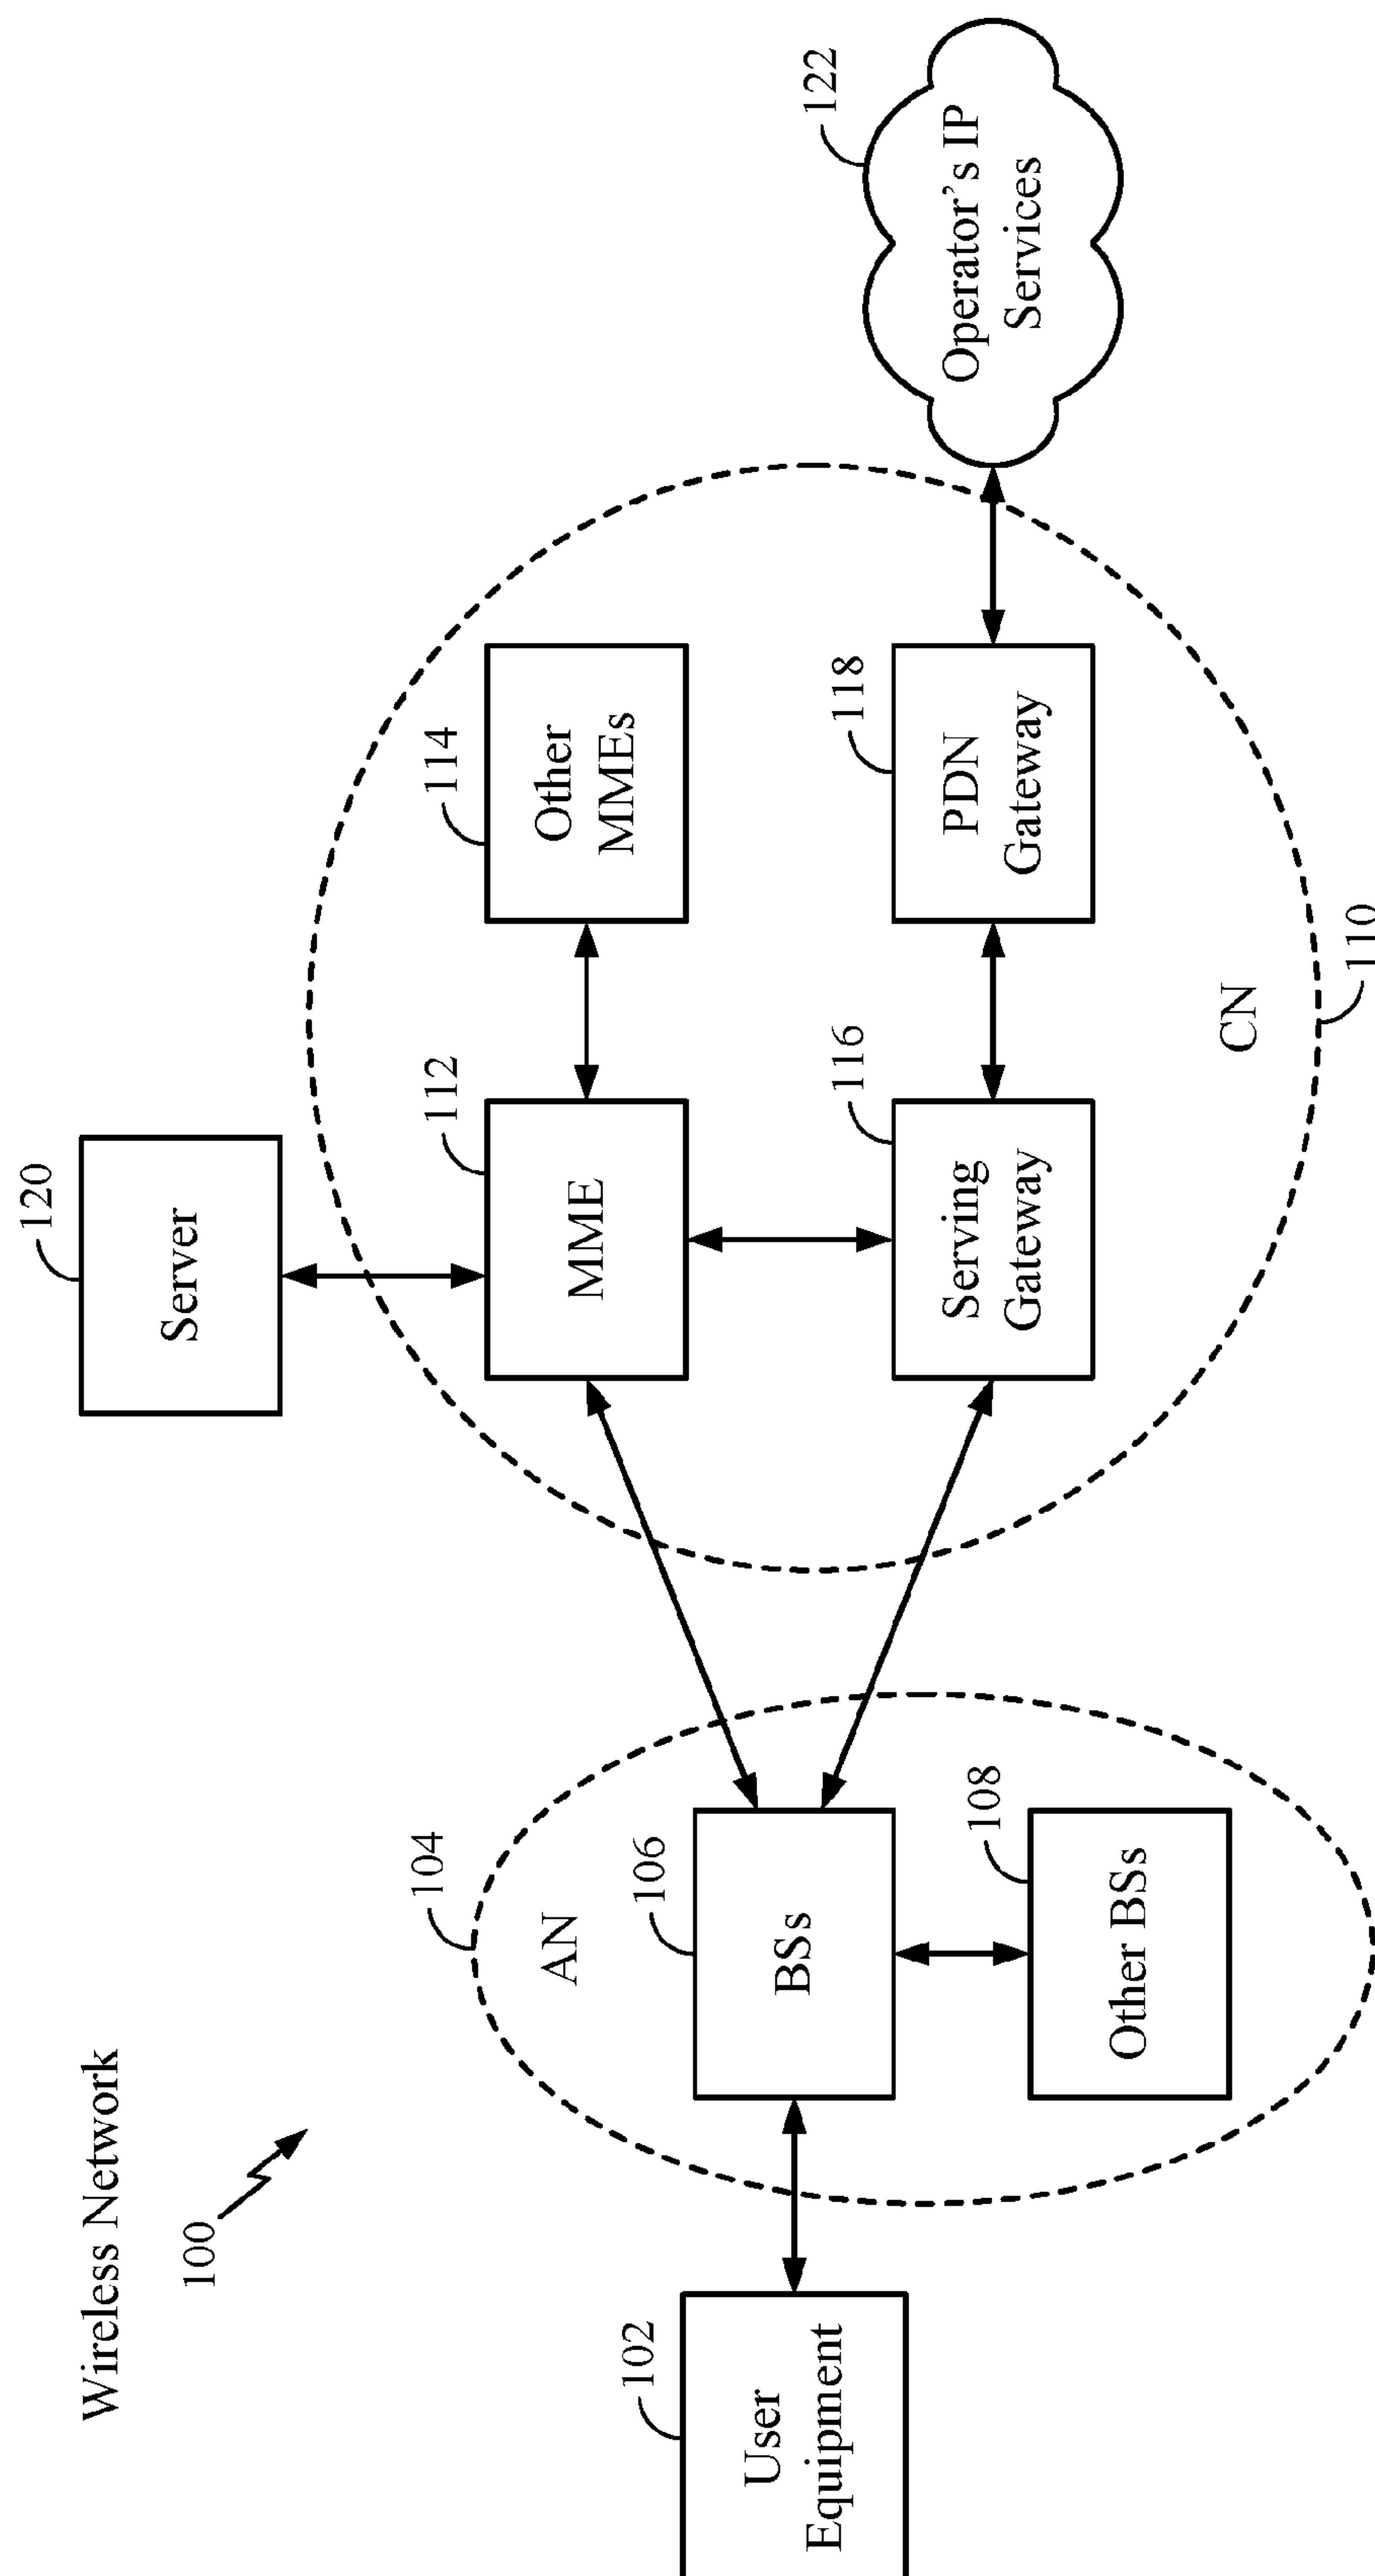 Wireless Network
100
120
Server
104
AN
102
User
Equipment
106
BSs
108
Other BSs
112
MME
114
Other
MMEs
116
Serving
Gateway
118
PDN
Gateway
CN
110
122
Operator’s IP
Services